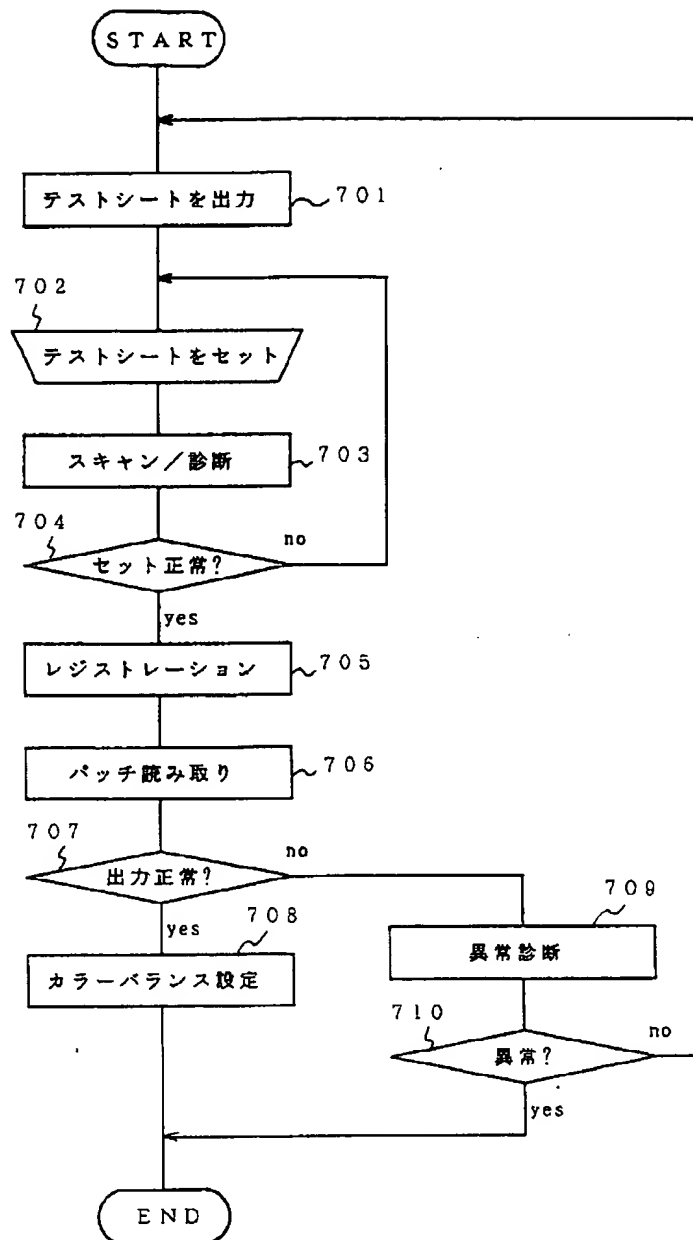 START
テストシートを出力
701
702
テストシートをセット
スキャン/診断
703
704
セット正常?
no
yes
レジストレーション
705
パッチ読み取り
706
707
出力正常?
no
yes
708
カラーバランス設定
709
異常診断
710
異常?
no
yes
END